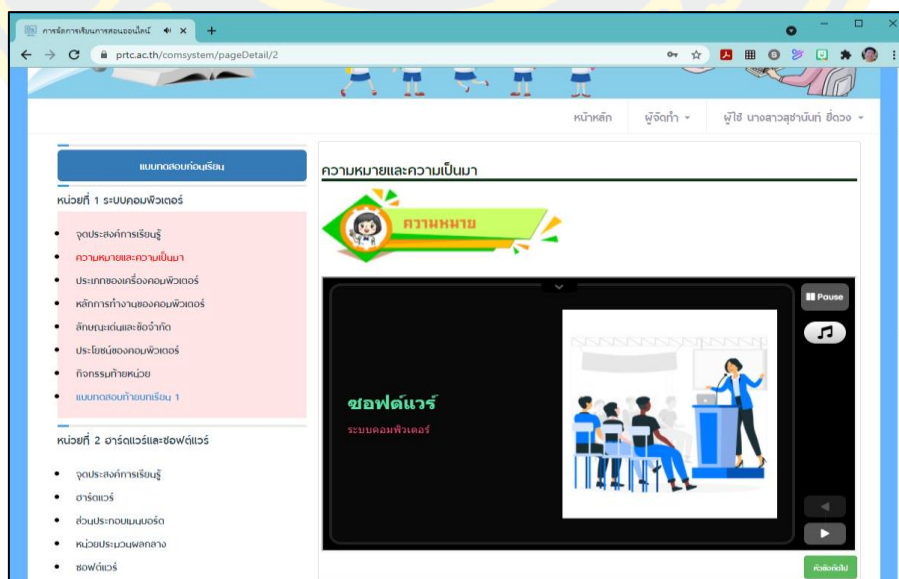 การจัดการเรียนการสอนออนไลน์
prtc.ac.th/comsystem/pageDetail/2
หน้าหลัก ผู้จัดทำ ผู้ใช้ นางสาวสุชานันท์ ยี่ดวง
แบบทดสอบก่อนเรียน
หน่วยที่ 1 ระบบคอมพิวเตอร์
จุดประสงค์การเรียนรู้
ความหมายและความเป็นมา
ประเภทของเครื่องคอมพิวเตอร์
หลักการทำงานของคอมพิวเตอร์
ลักษณะเด่นและข้อจำกัด
ประโยชน์ของคอมพิวเตอร์
กิจกรรมท้ายหน่วย
แบบทดสอบท้ายบทเรียน 1
หน่วยที่ 2 ฮาร์ดแวร์และซอฟต์แวร์
จุดประสงค์การเรียนรู้
ฮาร์ดแวร์
ส่วนประกอบเมนบอร์ด
หน่วยประมวนผลกลาง
ซอฟต์แวร์
ความหมายและความเป็นมา
ความหมาย
Pause
ซอฟต์แวร์
ระบบคอมพิวเตอร์
หัวข้อถัดไป